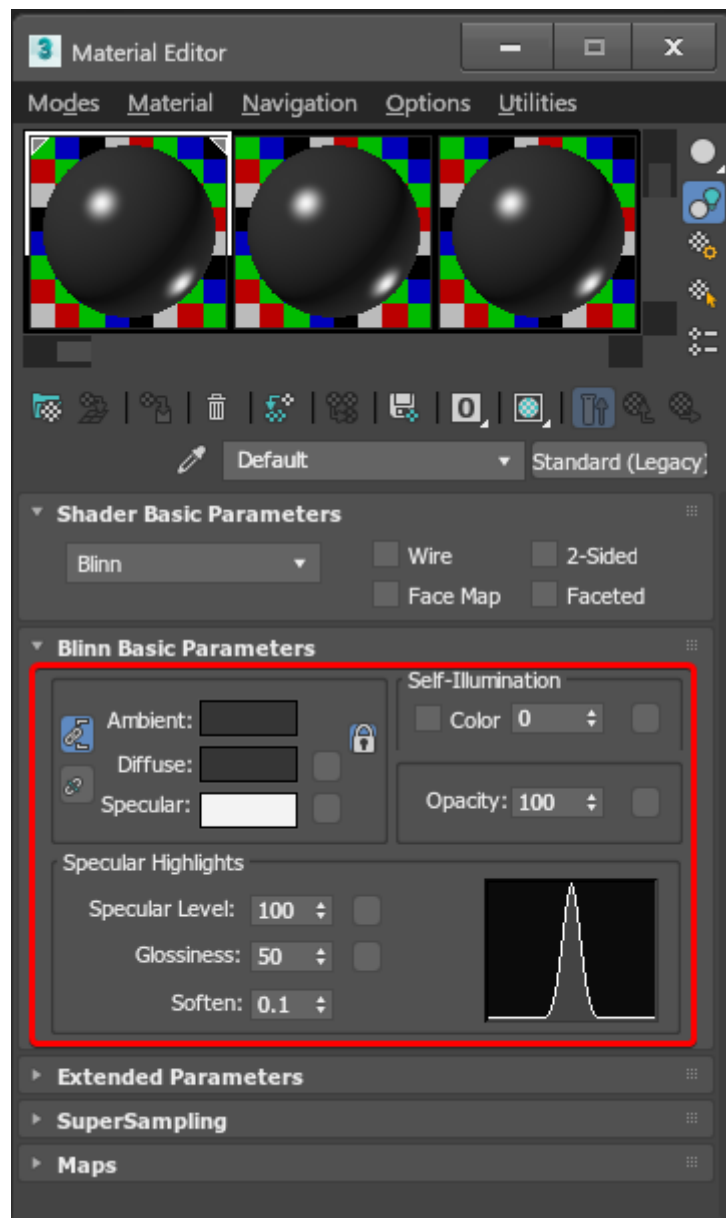 3 Material Editor
Modes Material Navigation Options Utilities
0
Default Standard (Legacy)
Shader Basic Parameters
Blinn Wire 2-Sided
Face Map Faceted
Blinn Basic Parameters
Self-Illumination
Ambient: Color 0
Diffuse:
Specular: Opacity: 100
Specular Highlights
Specular Level: 100
Glossiness: 50
Soften: 0.1
Extended Parameters
SuperSampling
Maps